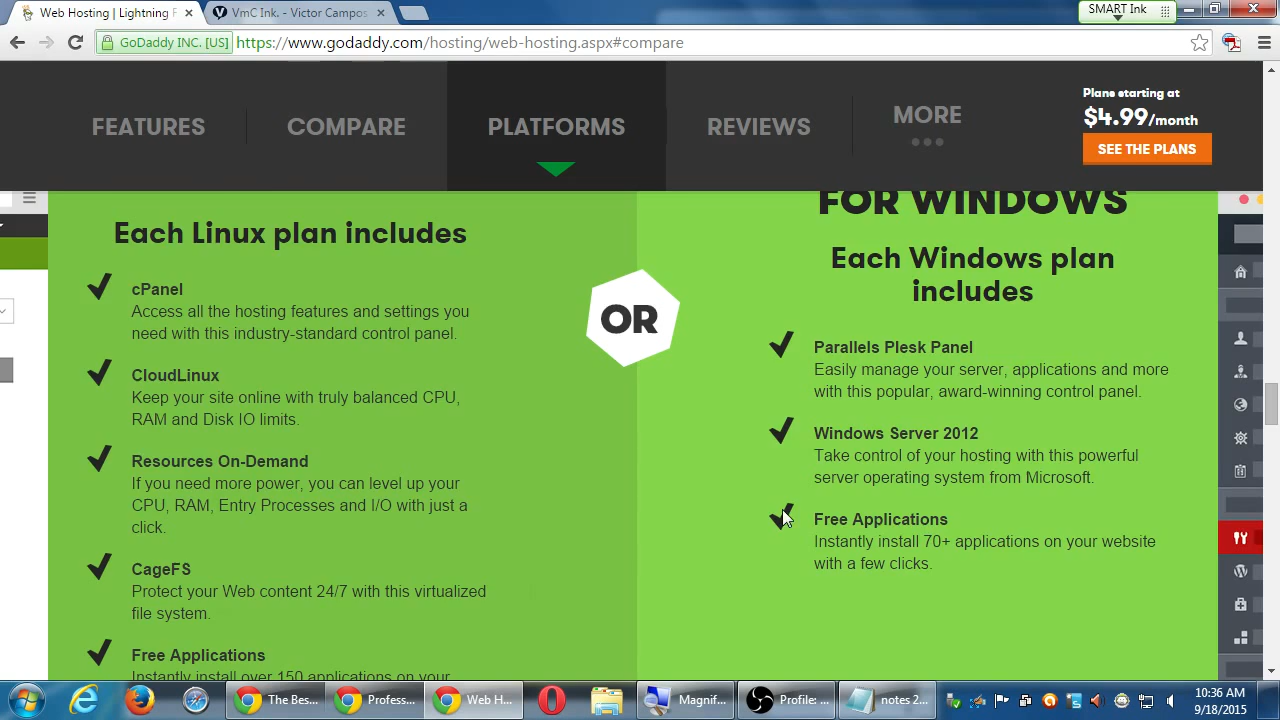 Web Hosting | Lightning F
VmC Ink. - Victor Campos
SMART Ink
GoDaddy INC. [US]
https://www.godaddy.com/hosting/web-hosting.aspx#compare
FEATURES
COMPARE
PLATFORMS
REVIEWS
MORE
Plans starting at
$4.99/month
SEE THE PLANS
Each Linux plan includes
cPanel
Access all the hosting features and settings you
need with this industry-standard control panel.
CloudLinux
Keep your site online with truly balanced CPU,
RAM and Disk IO limits.
Resources On-Demand
If you need more power, you can level up your
CPU, RAM, Entry Processes and I/O with just a
click.
CageFS
Protect your Web content 24/7 with this virtualized
file system.
Free Applications
Instantly install over 150 applications on your
OR
FOR WINDOWS
Each Windows plan
includes
Parallels Plesk Panel
Easily manage your server, applications and more
with this popular, award-winning control panel.
Windows Server 2012
Take control of your hosting with this powerful
server operating system from Microsoft.
Free Applications
Instantly install 70+ applications on your website
with a few clicks.
The Bes...
Profess...
Web H...
Magnif...
Profile: ...
notes 2...
10:36 AM
9/18/2015